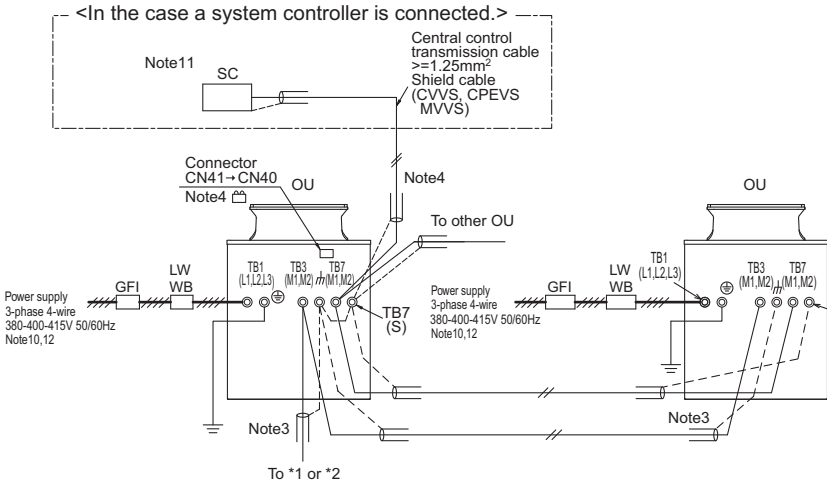 <In the case a system controller is connected.>
Note11
SC
Central control
transmission cable
>=1.25mm²
Shield cable
(CVVS, CPEVS
MVVS)
Connector
CN41→CN40
Note4
OU
Note4
To other OU
OU
GFI
LW
WB
TB1
(L1,L2,L3)
TB3
(M1,M2)
TB7
(M1,M2)
Power supply
3-phase 4-wire
380-400-415V 50/60Hz
Note10,12
TB7
(S)
Power supply
3-phase 4-wire
380-400-415V 50/60Hz
Note10,12
GFI
LW
WB
TB1
(L1,L2,L3)
TB3
(M1,M2)
TB7
(M1,M2)
Note3
Note3
To *1 or *2